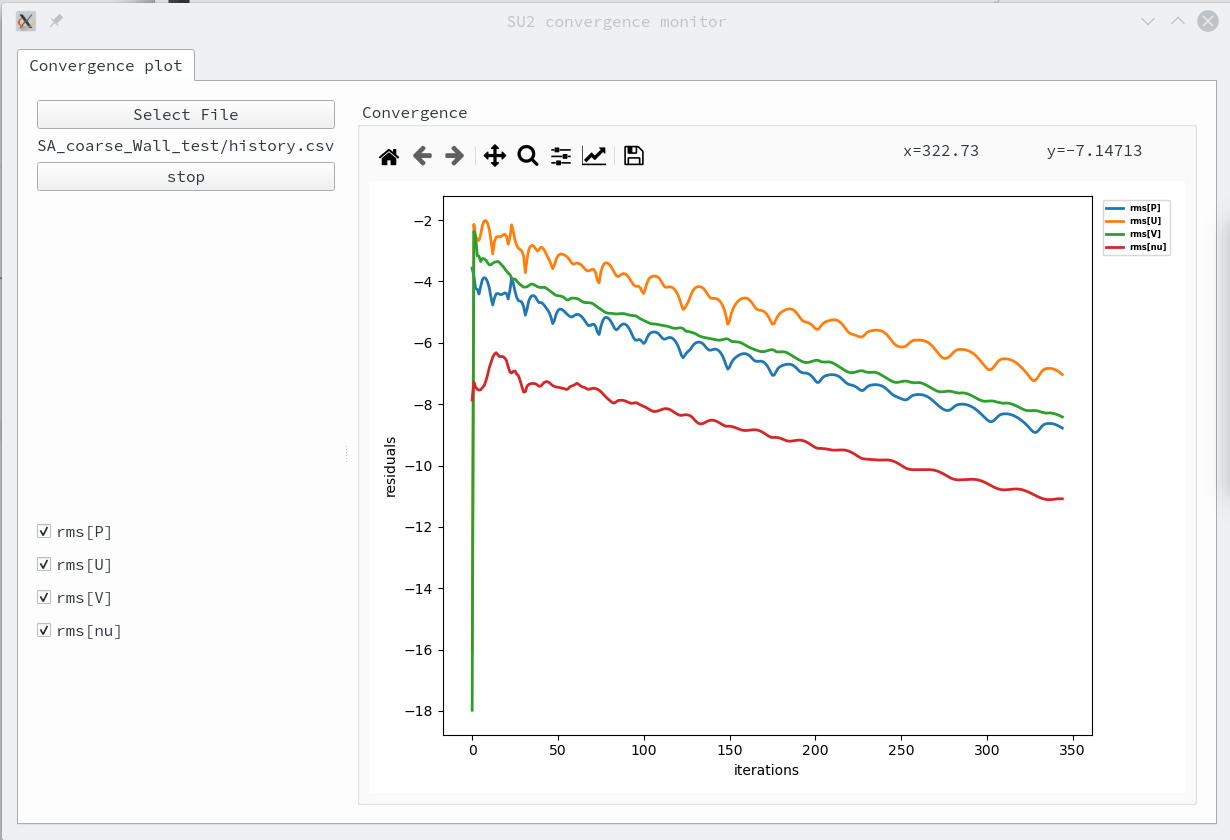 SU2 convergence monitor
Convergence plot
Select File
SA_coarse_Wall_test/history.csv
stop
rms[P]
rms[U]
rms[V]
rms[nu]
Convergence
x=322.73 y=-7.14713
−2
−4
−6
−8
−10
−12
−14
−16
−18
residuals
0 50 100 150 200 250 300 350
iterations
rms[P]
rms[U]
rms[V]
rms[nu]